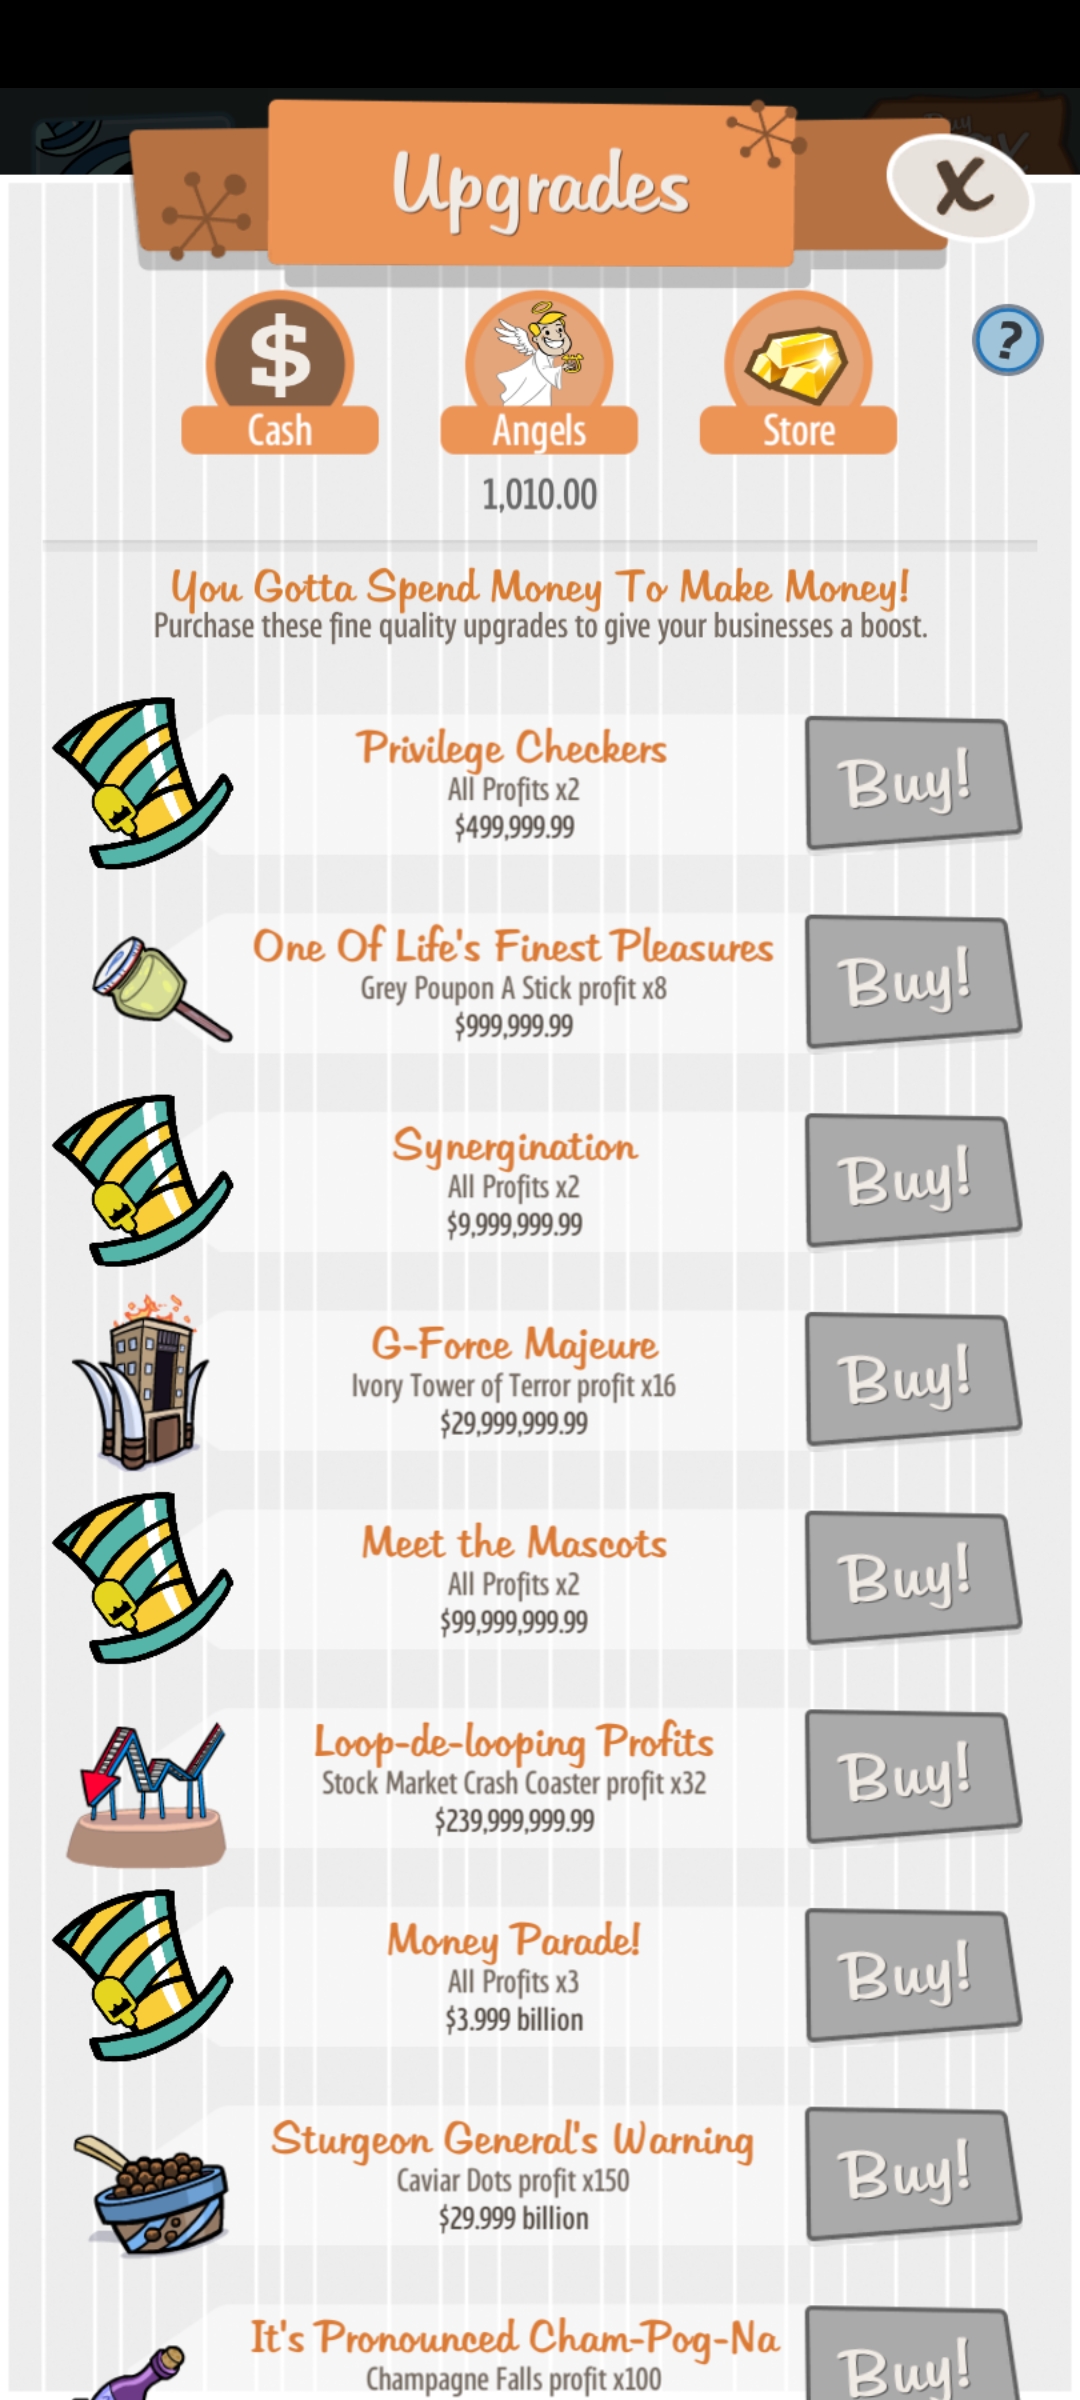 Upgrades
X
?
$
Cash
Angels
Store
1,010.00
You Gotta Spend Money To Make Money!
Purchase these fine quality upgrades to give your businesses a boost.
Privilege Checkers
All Profits x2
$499,999.99
Buy!
One Of Life's Finest Pleasures
Grey Poupon A Stick profit x8
$999,999.99
Buy!
Synergination
All Profits x2
$9,999,999.99
Buy!
G-Force Majeure
Ivory Tower of Terror profit x16
$29,999,999.99
Buy!
Meet the Mascots
All Profits x2
$99,999,999.99
Buy!
Loop-de-looping Profits
Stock Market Crash Coaster profit x32
$239,999,999.99
Buy!
Money Parade!
All Profits x3
$3.999 billion
Buy!
Sturgeon General's Warning
Caviar Dots profit x150
$29.999 billion
Buy!
It's Pronounced Cham-Pog-Na
Champagne Falls profit x100
Buy!